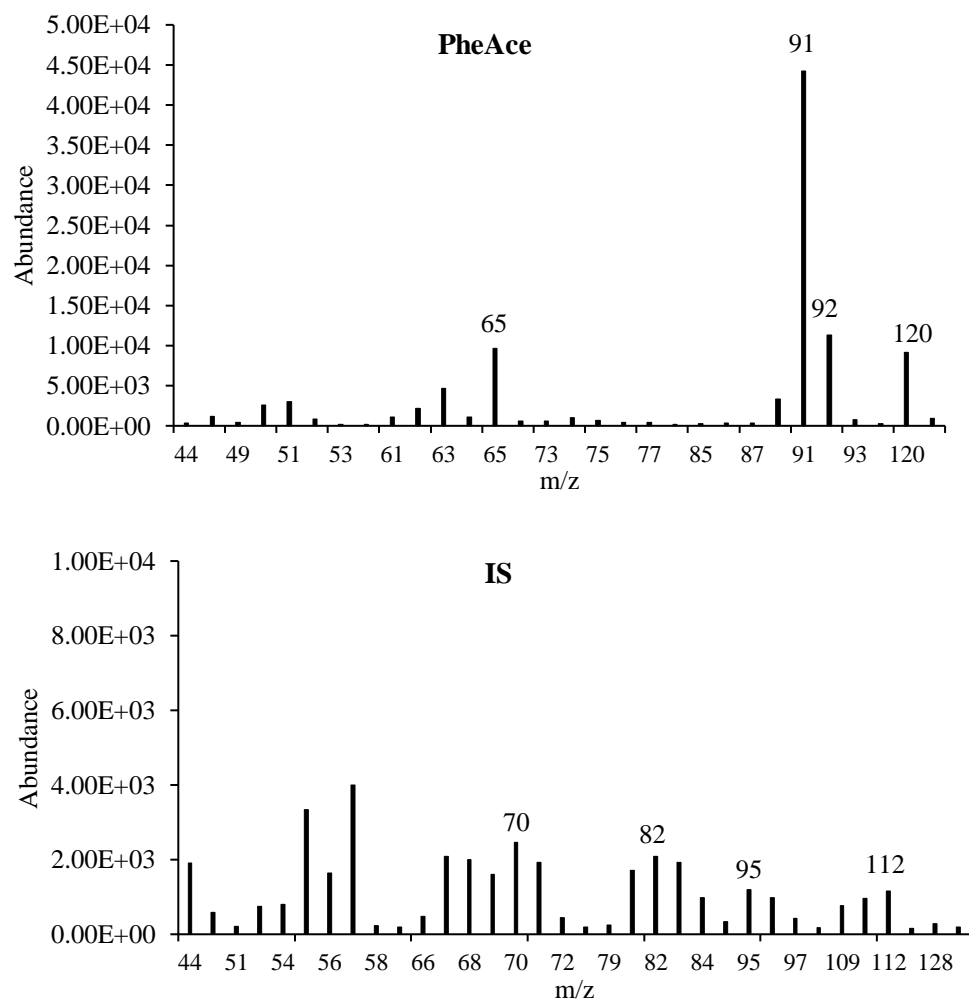 PheAce
5.00E+04
4.50E+04
4.00E+04
3.50E+04
3.00E+04
2.50E+04
2.00E+04
1.50E+04
1.00E+04
5.00E+03
0.00E+00
Abundance
91
92
65
120
44 49 51 53 61 63 65 73 75 77 85 87 91 93 120
m/z
IS
1.00E+04
8.00E+03
6.00E+03
4.00E+03
2.00E+03
0.00E+00
Abundance
70
82
95
112
44 51 54 56 58 66 68 70 72 79 82 84 95 97 109 112 128
m/z